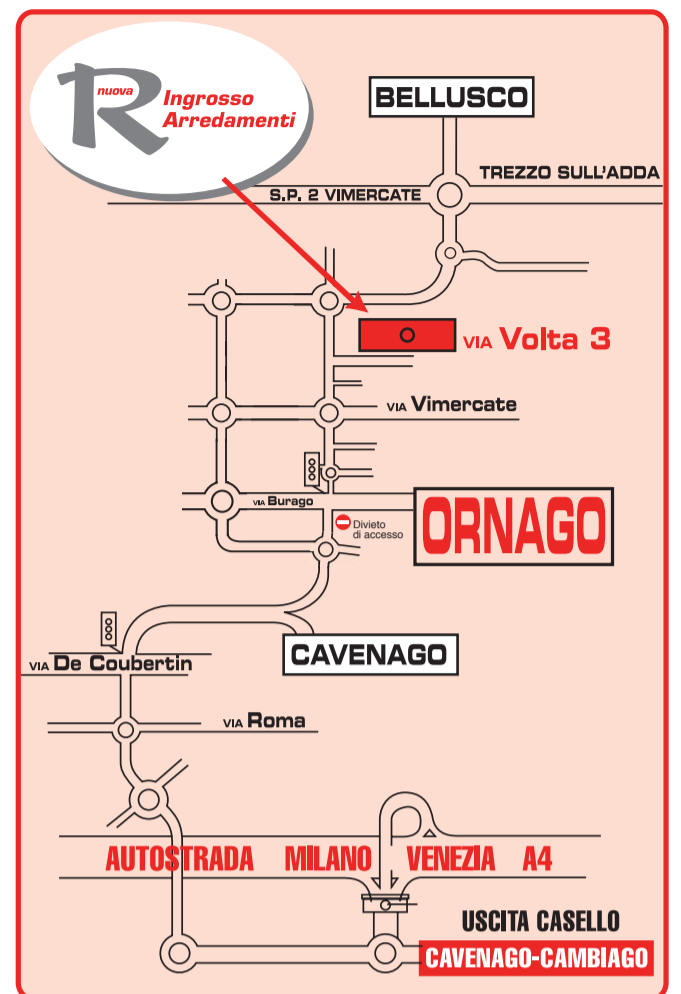 nuova
R
Ingrosso
Arredamenti
BELLUSCO
TREZZO SULL'ADDA
S.P. 2 VIMERCATE
VIA Volta 3
VIA Vimercate
VIA Burago
ORNAGO
Divieto
di accesso
CAVENAGO
VIA De Coubertin
VIA Roma
AUTOSTRADA MILANO VENEZIA A4
USCITA CASELLO
CAVENAGO-CAMBIAGO